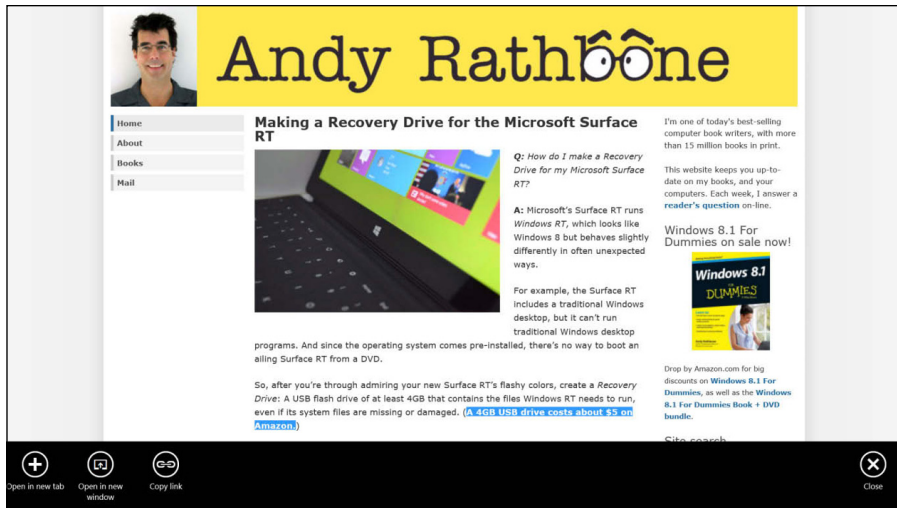 Andy Rathbone
Home
About
Books
Mail
Making a Recovery Drive for the Microsoft Surface
RT
Q: How do I make a Recovery
Drive for my Microsoft Surface
RT?
A: Microsoft's Surface RT runs
Windows RT, which looks like
Windows 8 but behaves slightly
differently in often unexpected
ways.
For example, the Surface RT
includes a traditional Windows
desktop, but it can't run
traditional Windows desktop
programs. And since the operating system comes pre-installed, there's no way to boot an
ailing Surface RT from a DVD.
So, after you're through admiring your new Surface RT's flashy colors, create a Recovery
Drive: A USB flash drive of at least 4GB that contains the files Windows RT needs to run,
even if its system files are missing or damaged. (A 4GB USB drive costs about $5 on
Amazon.)
I'm one of today's best-selling
computer book writers, with more
than 15 million books in print.
This website keeps you up-to-
date on my books, and your
computers. Each week, I answer a
reader's question on-line.
Windows 8.1 For
Dummies on sale now!
Windows 8.1
FOR
DUMMIES
Drop by Amazon.com for big
discounts on Windows 8.1 For
Dummies, as well as the Windows
8.1 For Dummies Book + DVD
bundle.
Site search
Open in new tab
Open in new
window
Copy link
Close